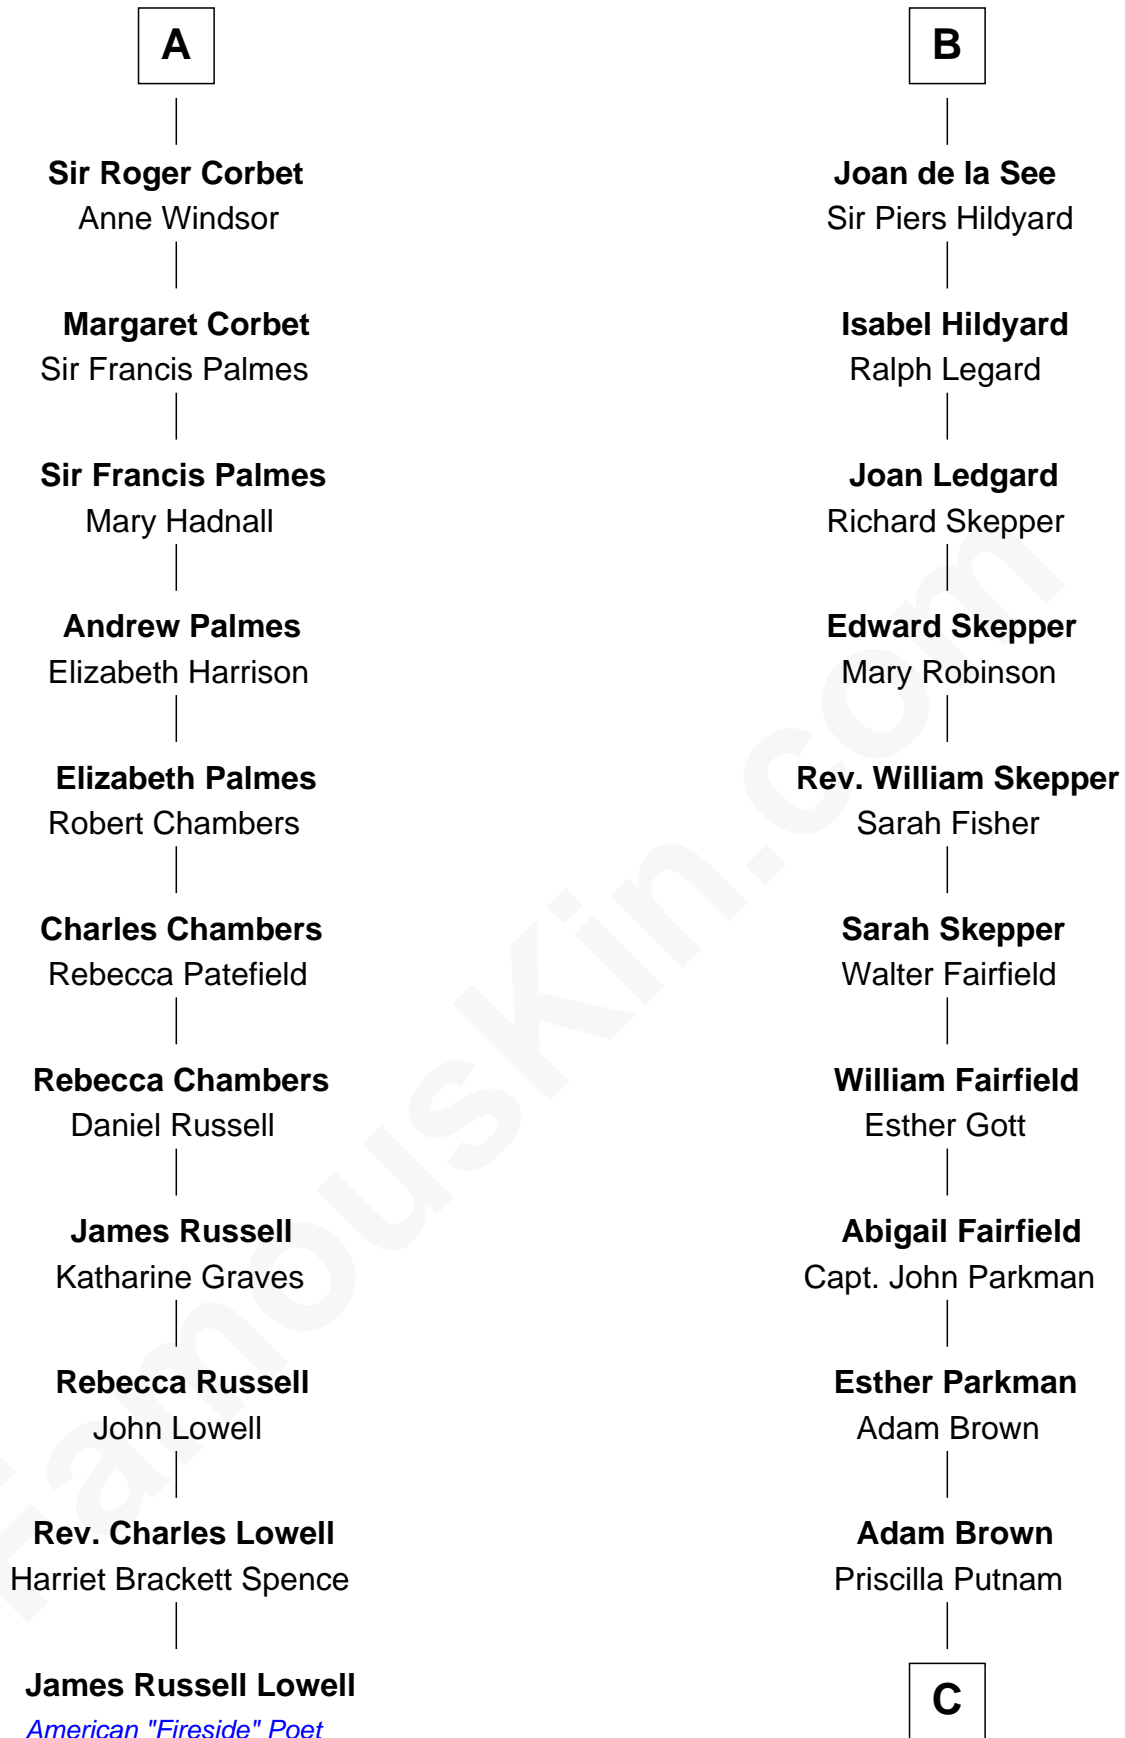 A
Sir Roger Corbet
Anne Windsor
Margaret Corbet
Sir Francis Palmes
Sir Francis Palmes
Mary Hadnall
Andrew Palmes
Elizabeth Harrison
Elizabeth Palmes
Robert Chambers
Charles Chambers
Rebecca Patefield
Rebecca Chambers
Daniel Russell
James Russell
Katharine Graves
Rebecca Russell
John Lowell
Rev. Charles Lowell
Harriet Brackett Spence
James Russell Lowell
American "Fireside" Poet
B
Joan de la See
Sir Piers Hildyard
Isabel Hildyard
Ralph Legard
Joan Ledgard
Richard Skepper
Edward Skepper
Mary Robinson
Rev. William Skepper
Sarah Fisher
Sarah Skepper
Walter Fairfield
William Fairfield
Esther Gott
Abigail Fairfield
Capt. John Parkman
Esther Parkman
Adam Brown
Adam Brown
Priscilla Putnam
C
FamousKin.com